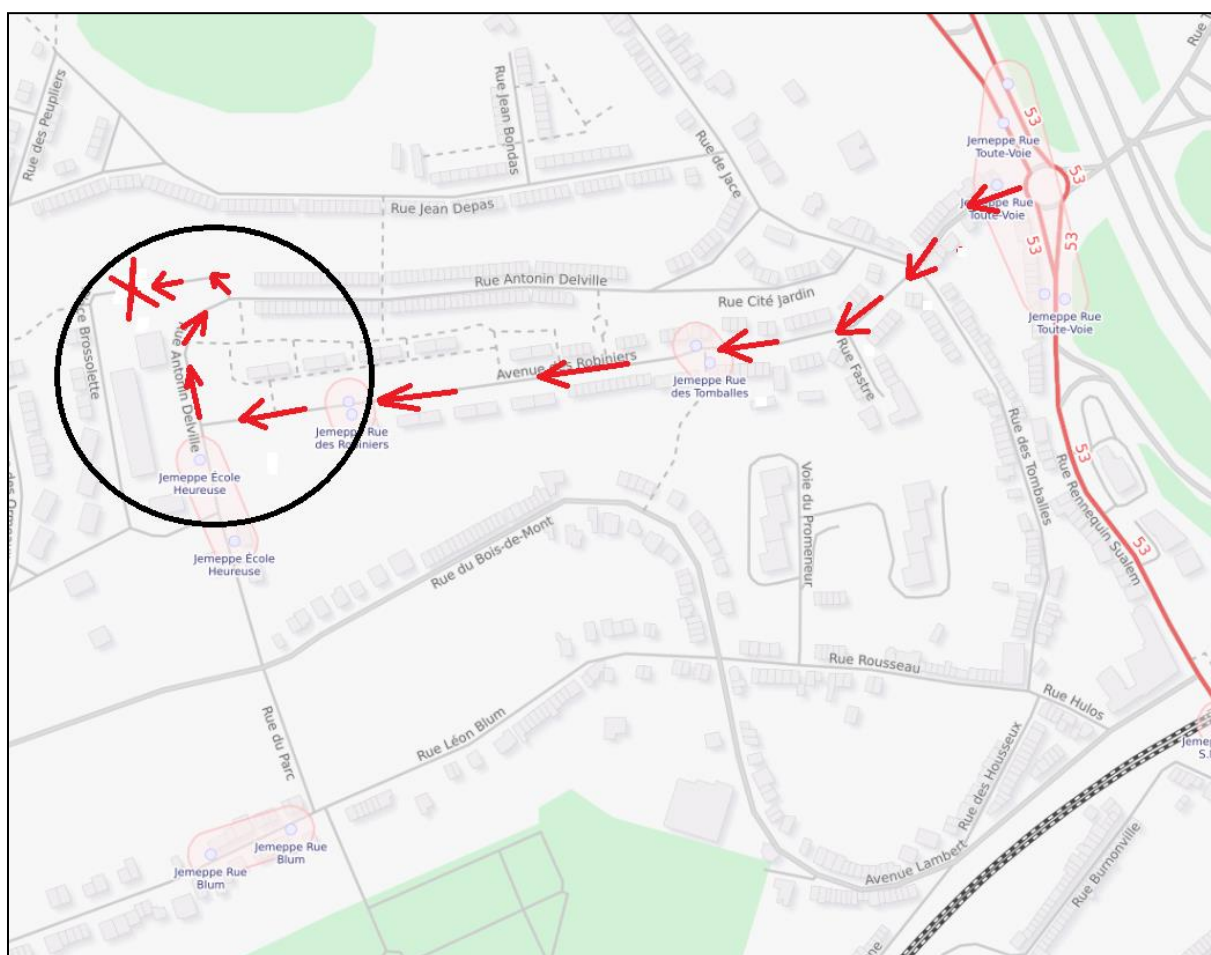 Rue des Peupliers
Rue Jean Bondas
Rue de Jace
53
Jemeppe Rue
Toute-Voie
53
Jemeppe Rue
Toute-Voie
Rue Jean Depas
53
53
Rue Antonin Delville
Rue Cité Jardin
Jemeppe Rue
Toute-Voie
Brossolette
Rue Antonin Delville
Avenue des Robiniers
Jemeppe Rue
des Tomballes
Rue Fastre
Jemeppe Rue
des Robiniers
Rue des Tomballes
53
Rue Rennequin Sualem
Jemeppe École
Heureuse
Voie du Promeneur
Jemeppe École
Heureuse
Rue du Bois-de-Mont
53
Rue Rousseau
Rue Hulos
Rue du Parc
Rue Léon Blum
Rue des Housseux
Jemeppe Rue
Blum
Jemeppe Rue
Blum
Avenue Lambert
Rue Bumonville